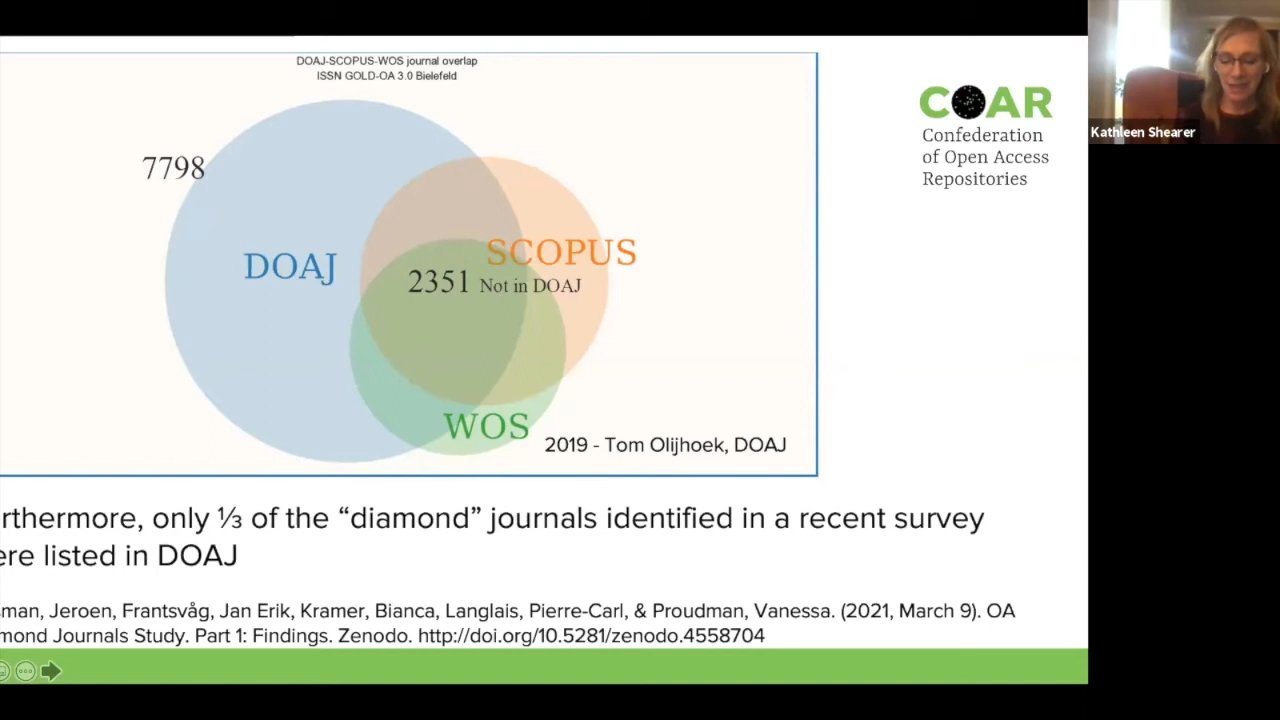 DOAJ-SCOPUS-WOS journal overlap
ISSN GOLD-OA 3.0 Bielefeld
7798
DOAJ
SCOPUS
2351 Not in DOAJ
WOS
2019 - Tom Olijhoek, DOAJ
COAR
Confederation
of Open Access
Repositories
Kathleen Shearer
rthermore, only ⅓ of the “diamond” journals identified in a recent survey
ere listed in DOAJ
man, Jeroen, Frantsvåg, Jan Erik, Kramer, Bianca, Langlais, Pierre-Carl, & Proudman, Vanessa. (2021, March 9). OA
mond Journals Study. Part 1: Findings. Zenodo. http://doi.org/10.5281/zenodo.4558704